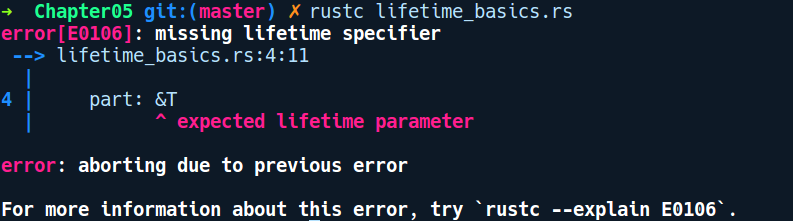 → Chapter05 git:(master) ✗ rustc lifetime_basics.rs
error[E0106]: missing lifetime specifier
 --> lifetime_basics.rs:4:11
  |
4 |     part: &T
  |           ^ expected lifetime parameter

error: aborting due to previous error

For more information about this error, try `rustc --explain E0106`.